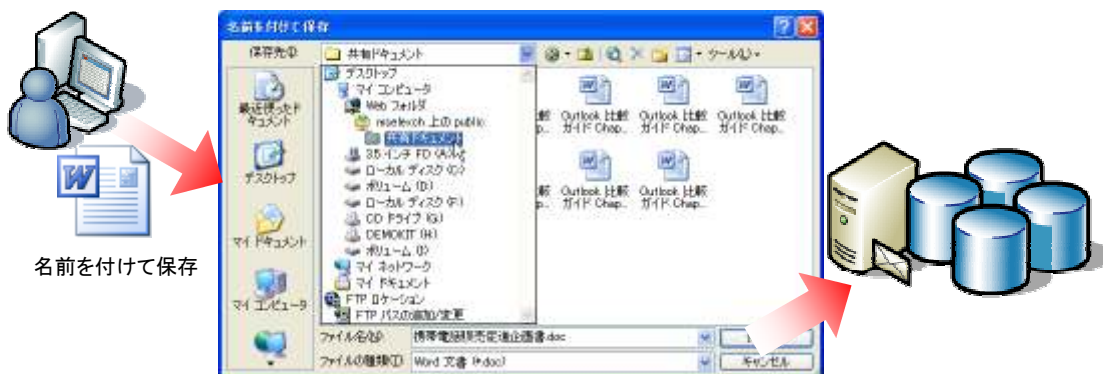 名前を付けて保存
保存先(I):
共有ドキュメント
ツール(L)
最近使ったド
キュメント
デスクトップ
マイ ドキュメント
マイ コンピュータ
デスクトップ
マイ コンピュータ
Web フォルダ
上の public
共有ドキュメント
3.5 インチ FD (A:)
ローカル ディスク (C:)
ボリューム (D:)
ローカル ディスク (F:)
CD ドライブ (G:)
DEMOKIT (H:)
ボリューム (I:)
マイ ネットワーク
マイ ドキュメント
FTP ロケーション
FTP パスの追加/変更
Outlook 比較
ガイド Chap...
Outlook 比較
ガイド Chap...
Outlook 比較
ガイド Chap...
Outlook 比較
ガイド Chap...
ファイル名(N):
携帯電話販売促進企画書.doc
ファイルの種類(T):
Word 文書 (*.doc)
キャンセル
W
名前を付けて保存